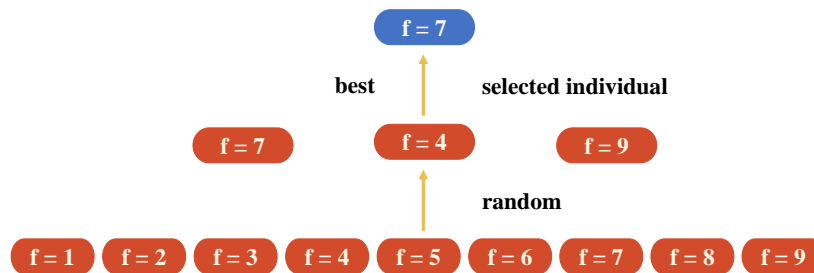 f = 7
best
selected individual
f = 7
f = 4
f = 9
random
f = 1
f = 2
f = 3
f = 4
f = 5
f = 6
f = 7
f = 8
f = 9